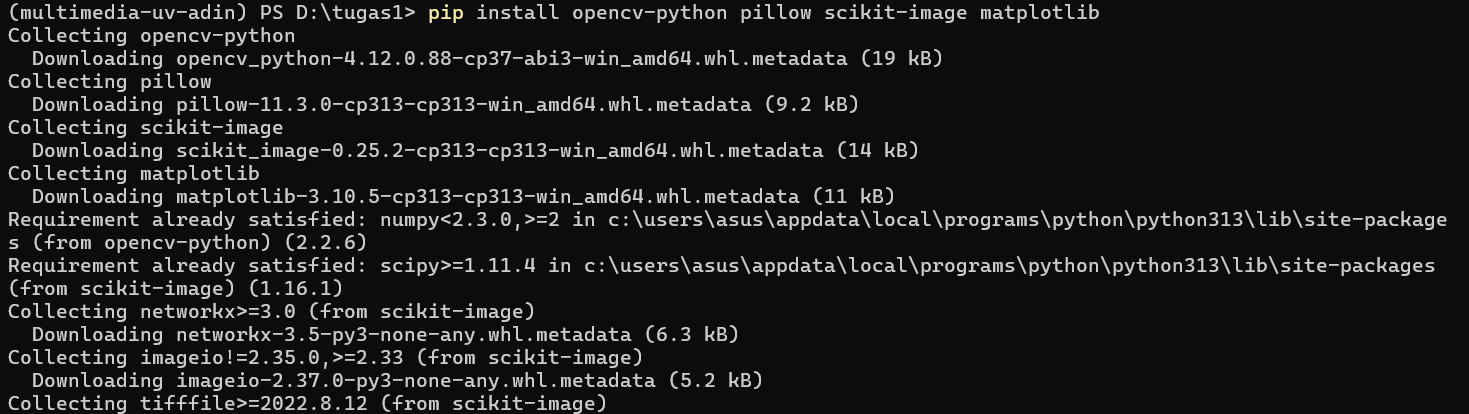 (multimedia-uv-adin) PS D:\tugas1> pip install opencv-python pillow scikit-image matplotlib
Collecting opencv-python
  Downloading opencv_python-4.12.0.88-cp37-abi3-win_amd64.whl.metadata (19 kB)
Collecting pillow
  Downloading pillow-11.3.0-cp313-cp313-win_amd64.whl.metadata (9.2 kB)
Collecting scikit-image
  Downloading scikit_image-0.25.2-cp313-cp313-win_amd64.whl.metadata (14 kB)
Collecting matplotlib
  Downloading matplotlib-3.10.5-cp313-cp313-win_amd64.whl.metadata (11 kB)
Requirement already satisfied: numpy<2.3.0,>=2 in c:\users\asus\appdata\local\programs\python\python313\lib\site-package
s (from opencv-python) (2.2.6)
Requirement already satisfied: scipy>=1.11.4 in c:\users\asus\appdata\local\programs\python\python313\lib\site-packages
(from scikit-image) (1.16.1)
Collecting networkx>=3.0 (from scikit-image)
  Downloading networkx-3.5-py3-none-any.whl.metadata (6.3 kB)
Collecting imageio!=2.35.0,>=2.33 (from scikit-image)
  Downloading imageio-2.37.0-py3-none-any.whl.metadata (5.2 kB)
Collecting tifffile>=2022.8.12 (from scikit-image)